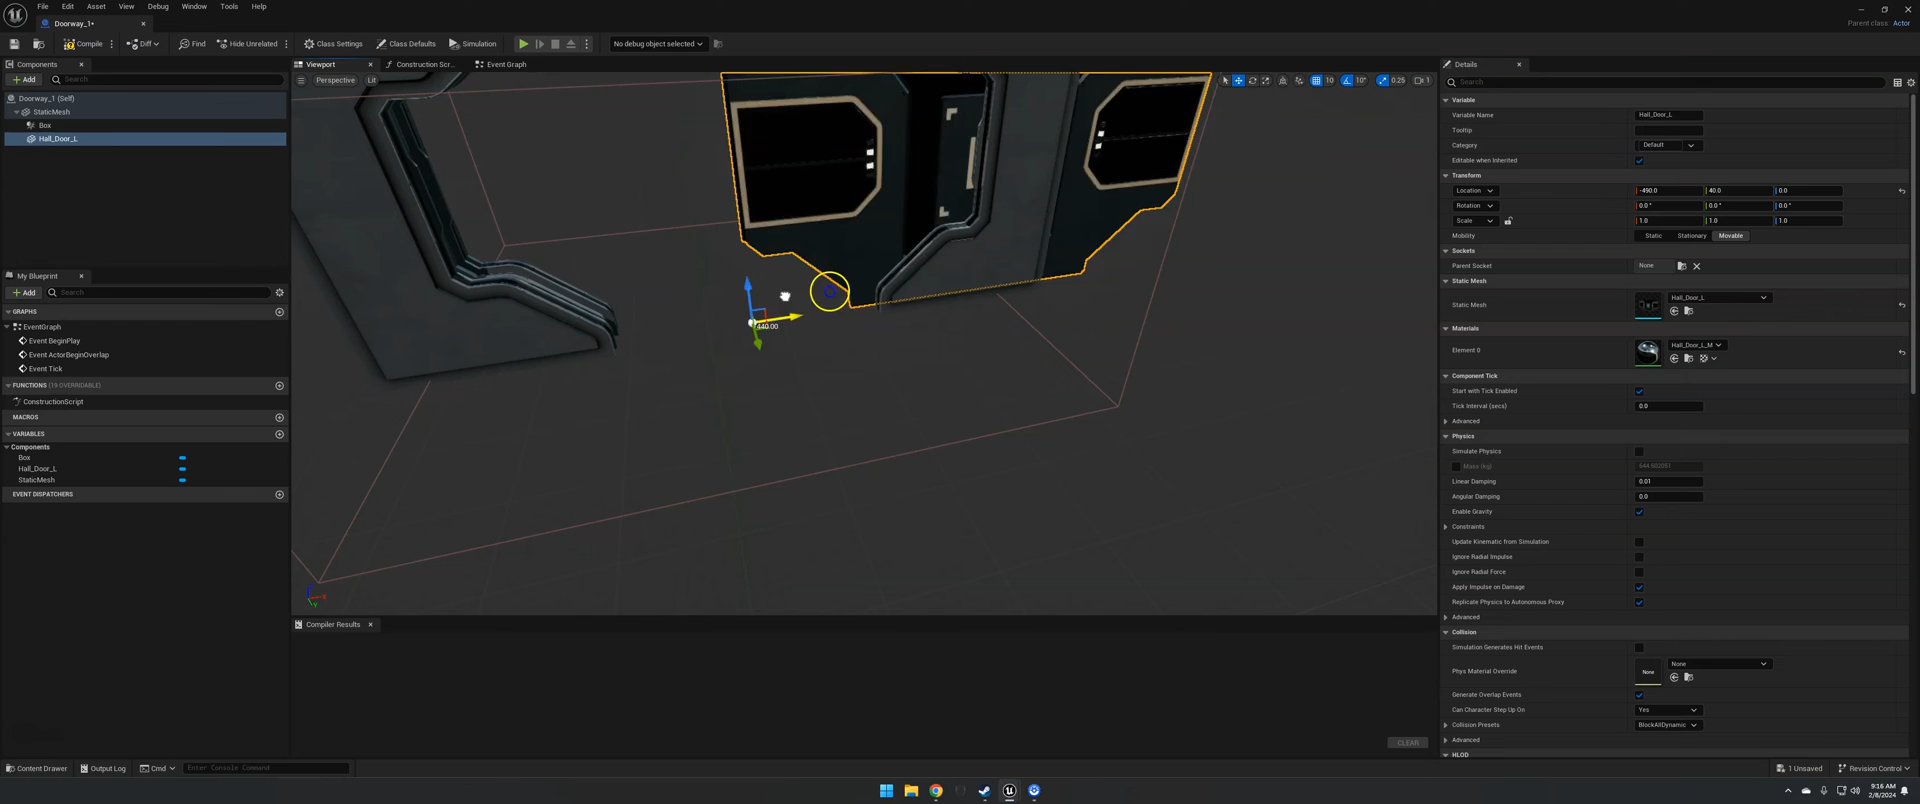 File Edit Asset View Debug Window Tools Help
Doorway_1*
Parent class: Actor
Compile Diff Find Hide Unrelated Class Settings Class Defaults Simulation No debug object selected
Components
Add Search
Doorway_1 (Self)
StaticMesh
Box
Hall_Door_L
My Blueprint
Add Search
GRAPHS
EventGraph
Event BeginPlay
Event ActorBeginOverlap
Event Tick
FUNCTIONS (19 OVERRIDABLE)
ConstructionScript
MACROS
VARIABLES
Components
Box
Hall_Door_L
StaticMesh
EVENT DISPATCHERS
Viewport Construction Scr... Event Graph
Perspective Lit
10 10° 0.25 1
440.00
Compiler Results
CLEAR
Details
Search
Variable
Variable Name Hall_Door_L
Tooltip
Category Default
Editable when Inherited
Transform
Location -490.0 40.0 0.0
Rotation 0.0 ° 0.0 ° 0.0 °
Scale 1.0 1.0 1.0
Mobility Static Stationary Movable
Sockets
Parent Socket None
Static Mesh
Static Mesh Hall_Door_L
Materials
Element 0 Hall_Door_L_M
Component Tick
Start with Tick Enabled
Tick Interval (secs) 0.0
Advanced
Physics
Simulate Physics
Mass (kg) 644.602051
Linear Damping 0.01
Angular Damping 0.0
Enable Gravity
Constraints
Update Kinematic from Simulation
Ignore Radial Impulse
Ignore Radial Force
Apply Impulse on Damage
Replicate Physics to Autonomous Proxy
Advanced
Collision
Simulation Generates Hit Events
Phys Material Override None None
Generate Overlap Events
Can Character Step Up On Yes
Collision Presets BlockAllDynamic
Advanced
HLOD
Content Drawer Output Log Cmd Enter Console Command
1 Unsaved Revision Control
9:16 AM
2/8/2024